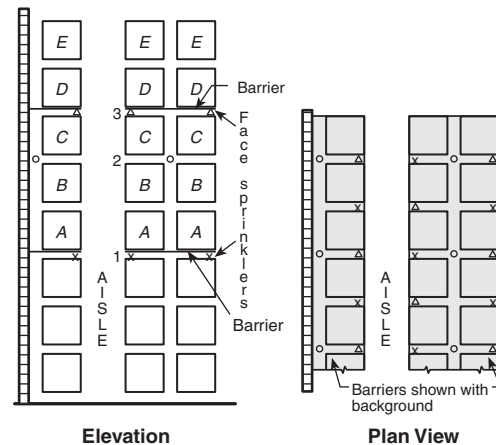 E E E
D D D
Barrier
3
C C C
2
B B B
A A A
1
Face sprinklers
Barrier
AISLE
Elevation
AISLE
Barriers shown with
background
Plan View